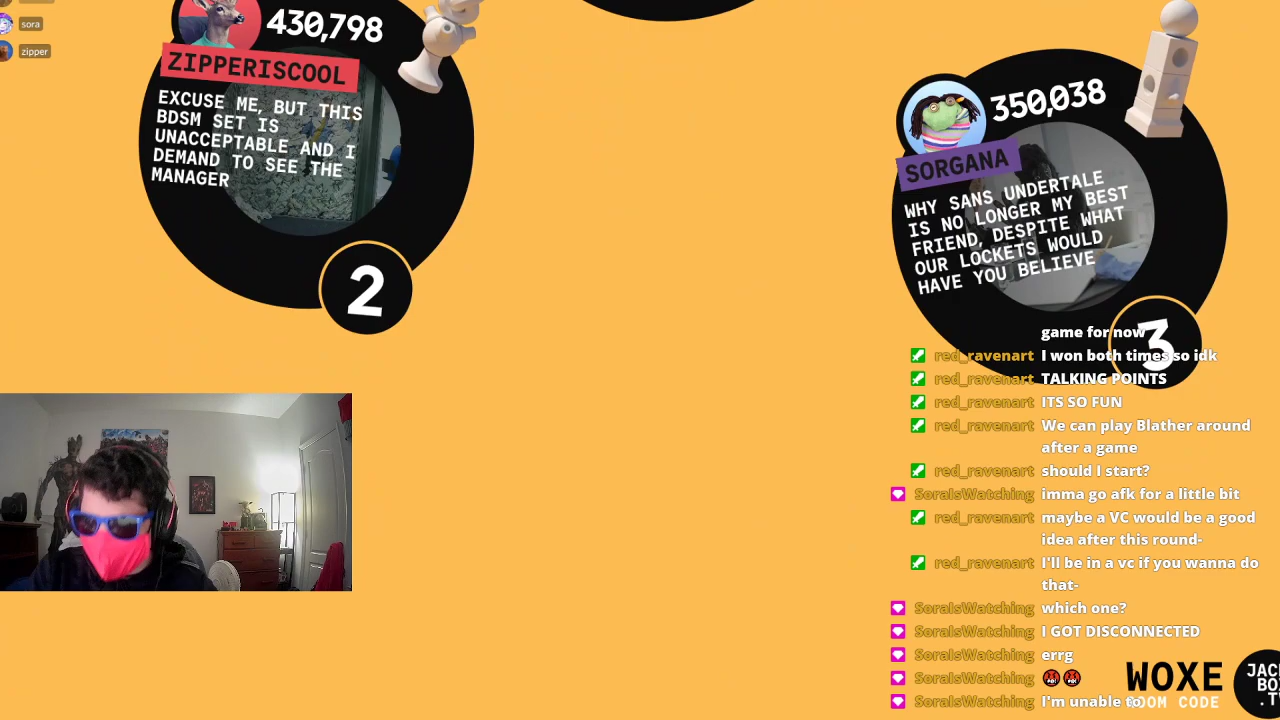 sora
zipper
430,798
ZIPPERISCOOL
EXCUSE ME, BUT THIS
BDSM SET IS
UNACCEPTABLE AND I
DEMAND TO SEE THE
MANAGER
2
350,038
SORGANA
WHY SANS UNDERTALE
IS NO LONGER MY BEST
FRIEND, DESPITE WHAT
OUR LOCKETS WOULD
HAVE YOU BELIEVE
3
game for now
red_ravenart I won both times so idk
red_ravenart TALKING POINTS
red_ravenart ITS SO FUN
red_ravenart We can play Blather around
after a game
red_ravenart should I start?
SoraIsWatching imma go afk for a little bit
red_ravenart maybe a VC would be a good
idea after this round-
red_ravenart I'll be in a vc if you wanna do
that-
SoraIsWatching which one?
SoraIsWatching I GOT DISCONNECTED
SoraIsWatching errg
SoraIsWatching
SoraIsWatching I'm unable to
WOXE
ROOM CODE